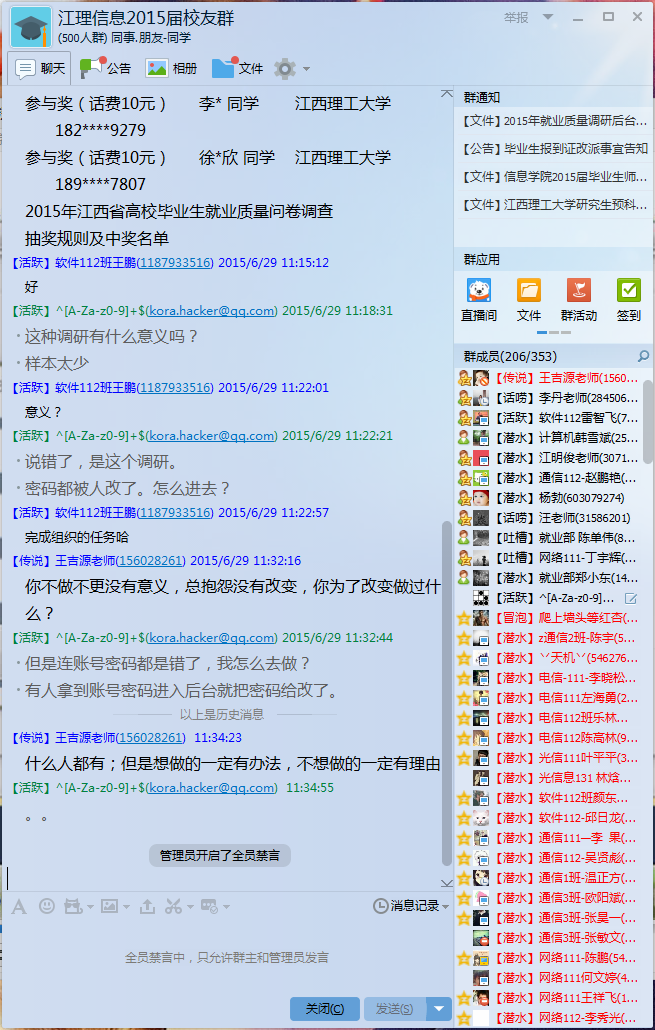 江理信息2015届校友群
(500人群) 同事.朋友-同学
举报
聊天 公告 相册 文件
参与奖（话费10元） 李* 同学 江西理工大学
182****9279
参与奖（话费10元） 徐*欣 同学 江西理工大学
189****7807
2015年江西省高校毕业生就业质量问卷调查
抽奖规则及中奖名单
【活跃】软件112班王鹏(1187933516) 2015/6/29 11:15:12
好
【活跃】^[A-Za-z0-9]+$(kora.hacker@qq.com) 2015/6/29 11:18:31
·这种调研有什么意义吗？
·样本太少
【活跃】软件112班王鹏(1187933516) 2015/6/29 11:22:01
意义？
【活跃】^[A-Za-z0-9]+$(kora.hacker@qq.com) 2015/6/29 11:22:21
·说错了，是这个调研。
·密码都被人改了。怎么进去？
【活跃】软件112班王鹏(1187933516) 2015/6/29 11:22:57
完成组织的任务哈
【传说】王吉源老师(156028261) 2015/6/29 11:32:16
你不做不更没有意义，总抱怨没有改变，你为了改变做过什
么？
【活跃】^[A-Za-z0-9]+$(kora.hacker@qq.com) 2015/6/29 11:32:44
·但是连账号密码都是错了，我怎么去做？
·有人拿到账号密码进入后台就把密码给改了。
以上是历史消息
【传说】王吉源老师(156028261) 11:34:23
什么人都有；但是想做的一定有办法，不想做的一定有理由
【活跃】^[A-Za-z0-9]+$(kora.hacker@qq.com) 11:34:55
。。
管理员开启了全员禁言
消息记录
全员禁言中，只允许群主和管理员发言
关闭(C) 发送(S)
群通知
【文件】2015年就业质量调研后台...
【公告】毕业生报到证改派事宜告知
【文件】信息学院2015届毕业生师...
【文件】江西理工大学研究生预科...
群应用
直播间 文件 群活动 签到
群成员(206/353)
【传说】王吉源老师(1560...
【话唠】李丹老师(284506...
【活跃】软件112雷智飞(7...
【潜水】计算机韩雪斌(25...
【潜水】江明俊老师(3071...
【潜水】通信112-赵鹏艳(...
【潜水】杨勃(603079274)
【话唠】汪老师(31586201)
【吐槽】就业部 陈单伟(8...
【吐槽】网络111-丁宇辉(...
【潜水】就业部郑小东(14...
【活跃】^[A-Za-z0-9]...
【冒泡】爬上墙头等红杏(...
【潜水】z通信2班-陈宇(5...
【潜水】丷天机丷(546276...
【潜水】电信-111-李晓松...
【潜水】电信111左海勇(2...
【潜水】电信112班乐林...
【潜水】电信112陈高林(9...
【潜水】光信111叶平平(3...
【潜水】光信息131 林焓...
【潜水】软件112班颜东...
【潜水】软件112-邱日龙(...
【潜水】通信111—李 果(...
【潜水】通信112-吴贤彪(...
【潜水】通信1班-温正方(...
【潜水】通信3班-欧阳斌(...
【潜水】通信3班-张昊一(...
【潜水】通信3班-张敏文(...
【潜水】网络111-陈鹏(54...
【潜水】网络111何文婷(4...
【潜水】网络111王祥飞(1...
【潜水】网络112-李秀光(...